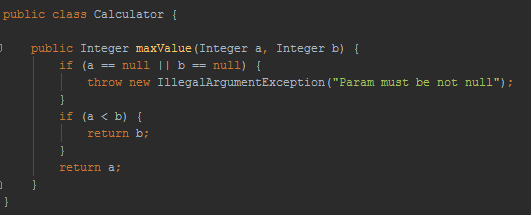 public class Calculator {
public Integer maxValue(Integer a, Integer b) {
if (a == null || b == null) {
throw new IllegalArgumentException("Param must be not null");
}
if (a < b) {
return b;
}
return a;
}
}